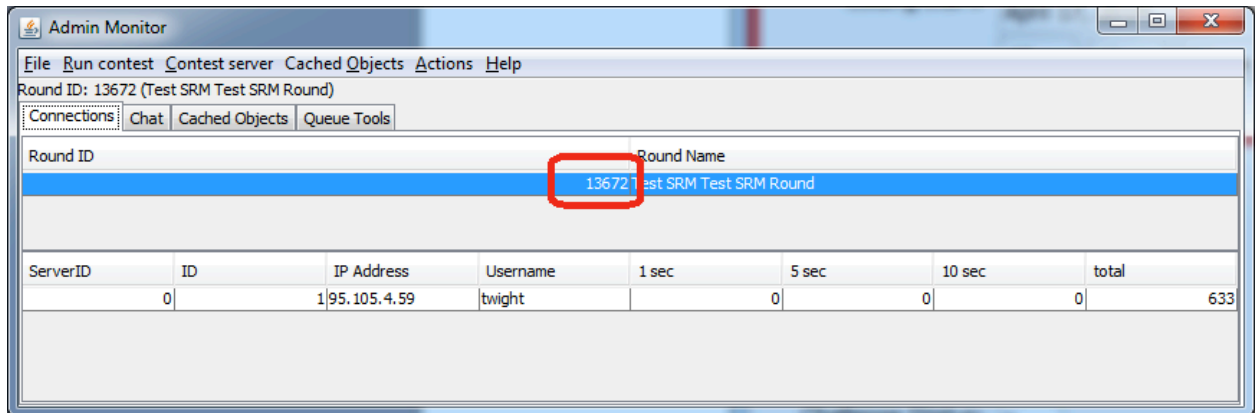 Admin Monitor
File Run contest Contest server Cached Objects Actions Help
Round ID: 13672 (Test SRM Test SRM Round)
Connections Chat Cached Objects Queue Tools
Round ID Round Name
13672 Test SRM Test SRM Round
ServerID ID IP Address Username 1 sec 5 sec 10 sec total
0 1 95.105.4.59 twight 0 0 0 633